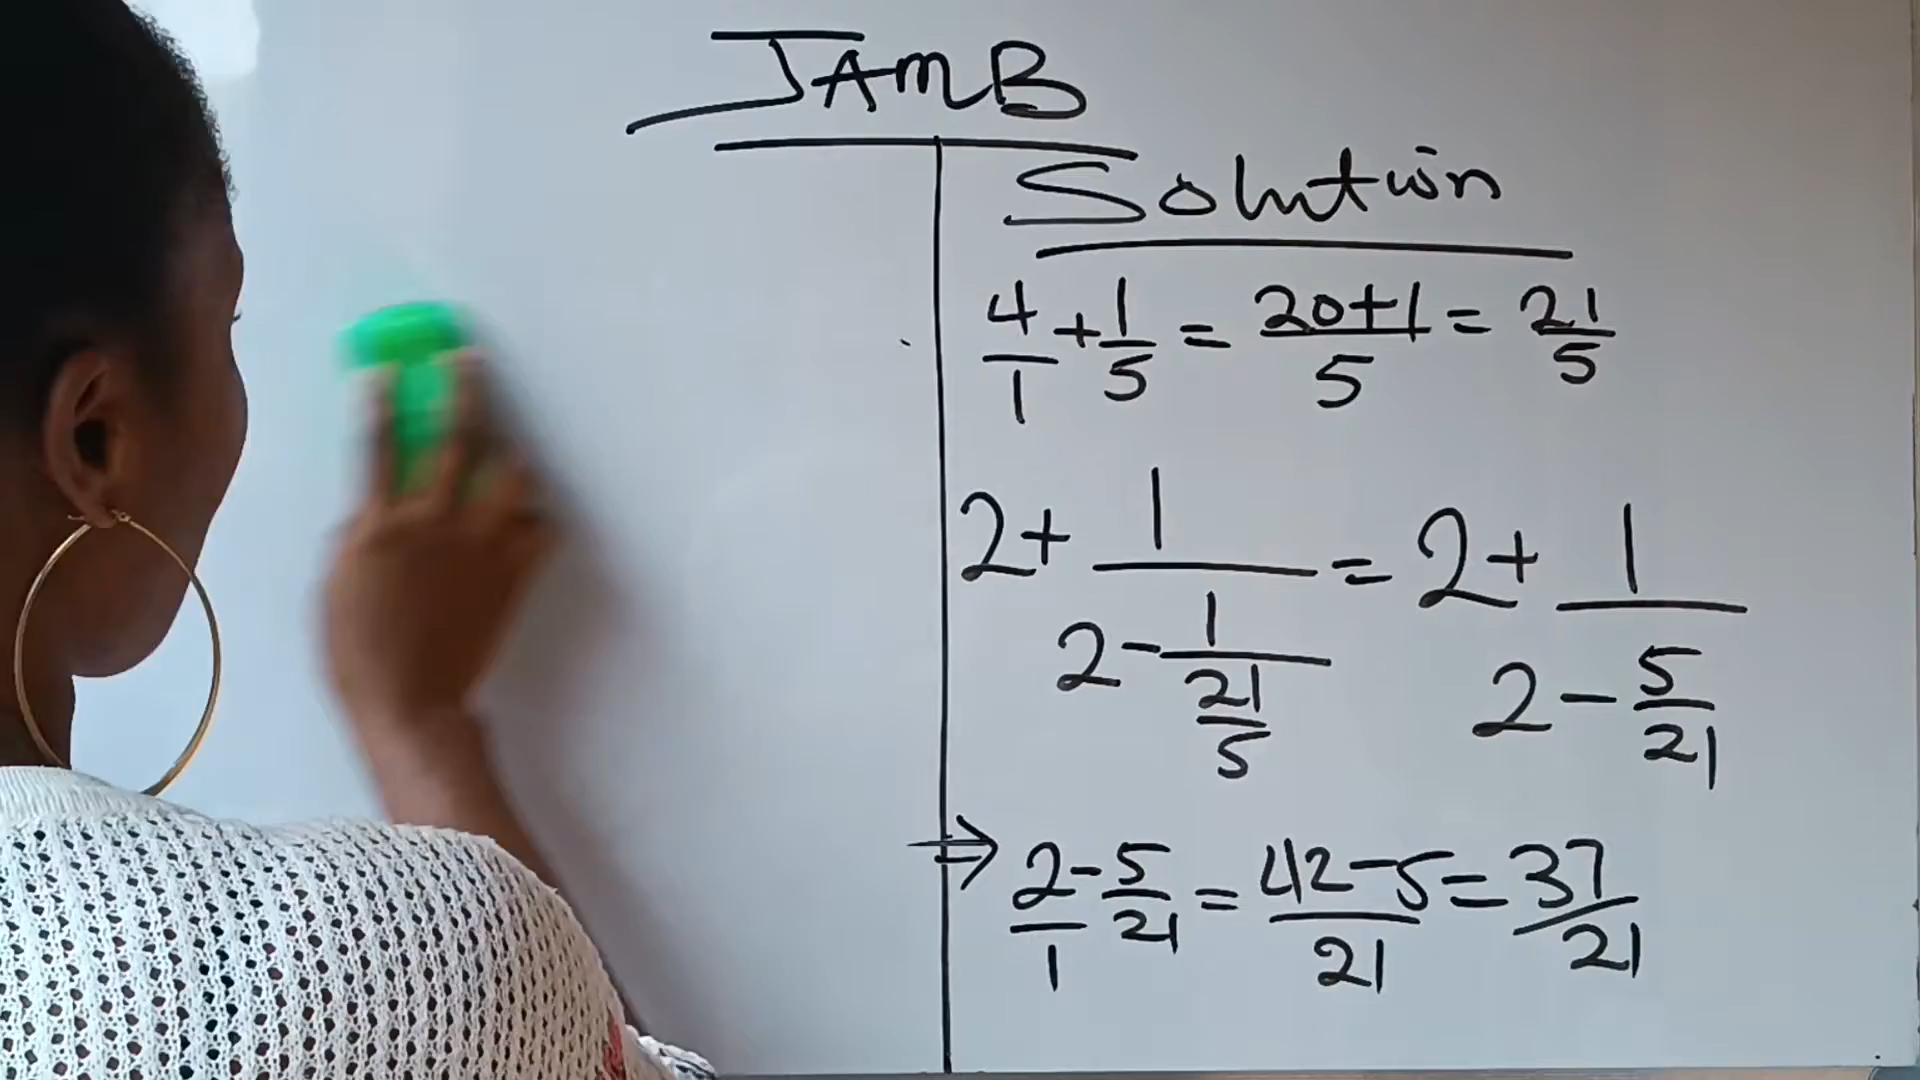 JAMB
Solution
4/1 + 1/5 = 20+1/5 = 21/5
2 + 1/(2 - 1/(21/5)) = 2 + 1/(2 - 5/21)
⇒ 2/1 - 5/21 = 42-5/21 = 37/21